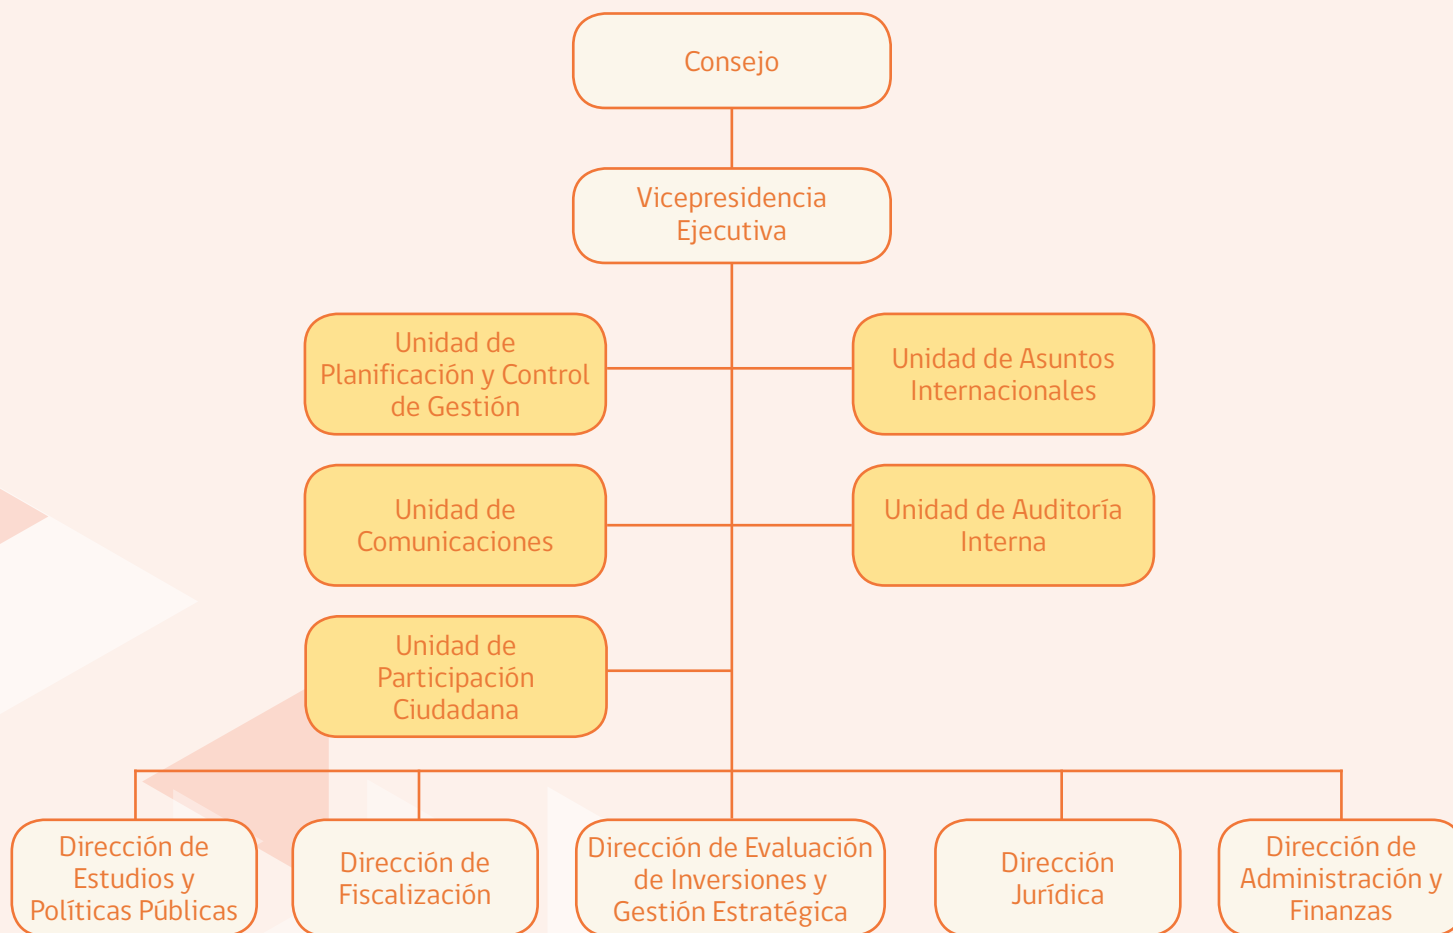 Consejo
Vicepresidencia
Ejecutiva
Unidad de
Planificación y Control
de Gestión
Unidad de Asuntos
Internacionales
Unidad de
Comunicaciones
Unidad de Auditoría
Interna
Unidad de
Participación
Ciudadana
Dirección de
Estudios y
Políticas Públicas
Dirección de
Fiscalización
Dirección de Evaluación
de Inversiones y
Gestión Estratégica
Dirección
Jurídica
Dirección de
Administración y
Finanzas